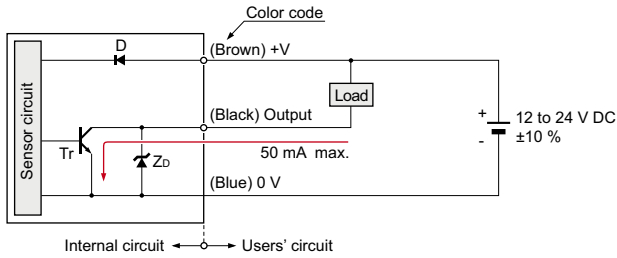 Color code
D
(Brown) +V
Sensor circuit
Load
(Black) Output
+
12 to 24 V DC
-
±10 %
Tr
ZD
50 mA max.
(Blue) 0 V
Internal circuit
Users' circuit